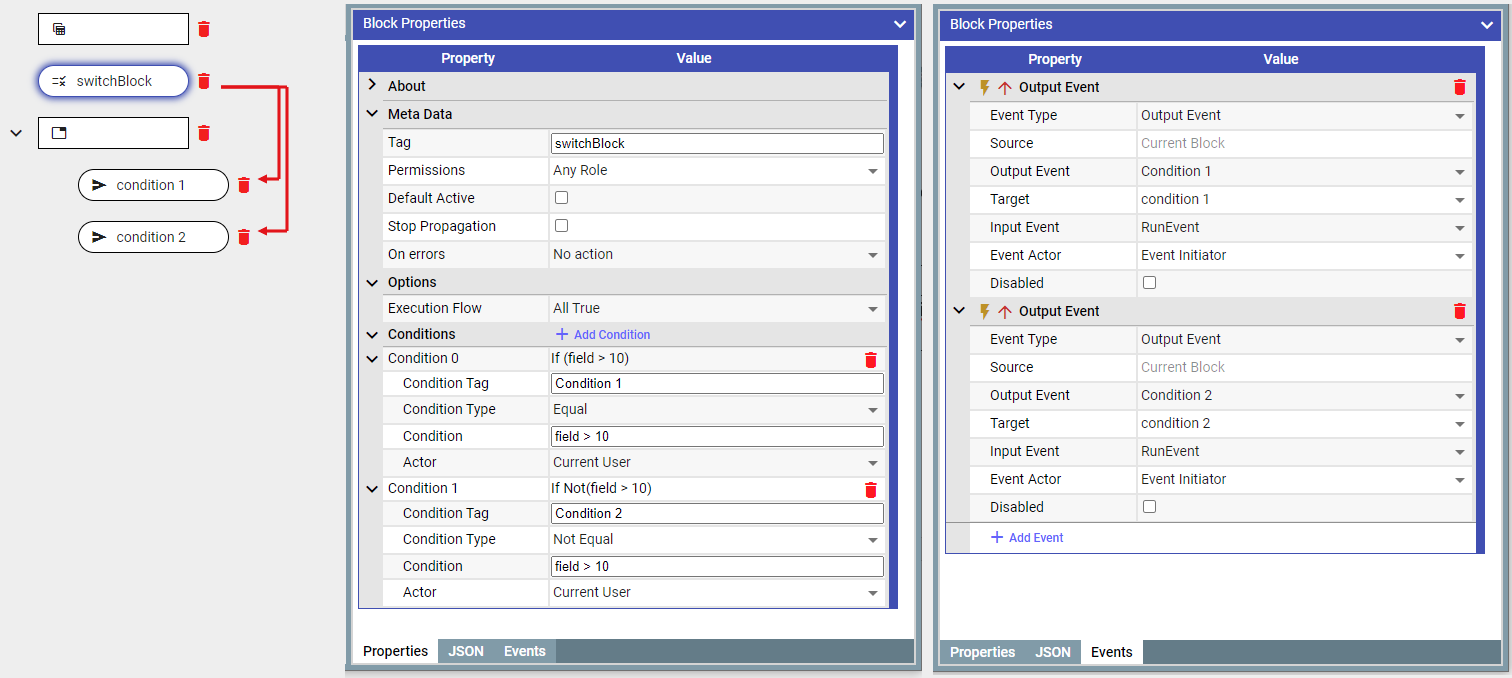 switchBlock
condition 1
condition 2
Block Properties
Property Value
About
Meta Data
Tag switchBlock
Permissions Any Role
Default Active
Stop Propagation
On errors No action
Options
Execution Flow All True
Conditions Add Condition
Condition 0 If (field > 10)
Condition Tag Condition 1
Condition Type Equal
Condition field > 10
Actor Current User
Condition 1 If Not(field > 10)
Condition Tag Condition 2
Condition Type Not Equal
Condition field > 10
Actor Current User
Properties JSON Events
Block Properties
Property Value
Output Event
Event Type Output Event
Source Current Block
Output Event Condition 1
Target condition 1
Input Event RunEvent
Event Actor Event Initiator
Disabled
Output Event
Event Type Output Event
Source Current Block
Output Event Condition 2
Target condition 2
Input Event RunEvent
Event Actor Event Initiator
Disabled
Add Event
Properties JSON Events